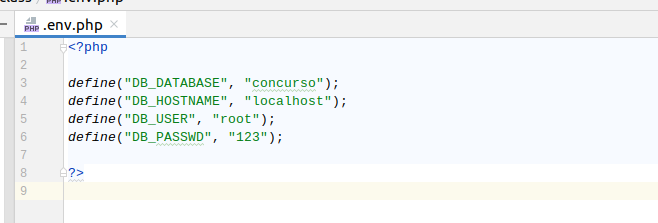 .env.php
1 <?php
2
3 define("DB_DATABASE", "concurso");
4 define("DB_HOSTNAME", "localhost");
5 define("DB_USER", "root");
6 define("DB_PASSWD", "123");
7
8 ?>
9